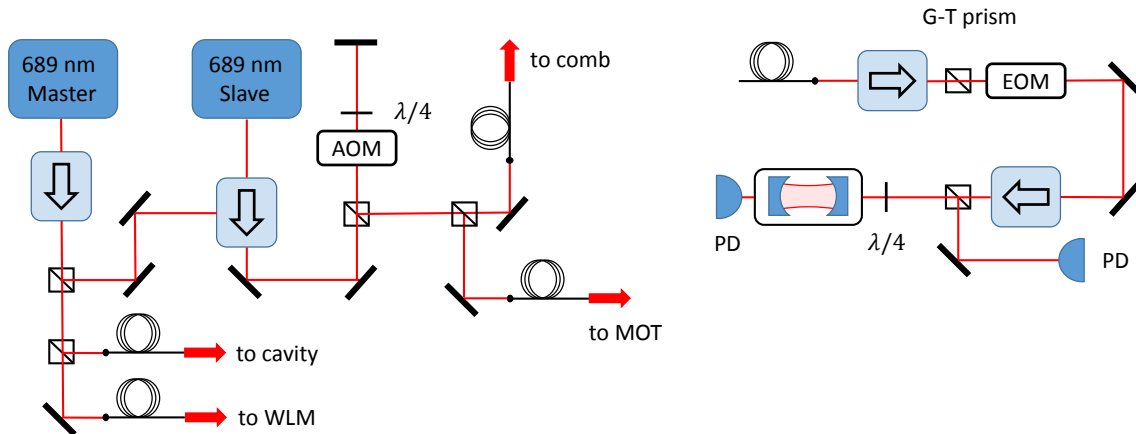 689 nm
Master
689 nm
Slave
λ/4
AOM
to comb
to MOT
to cavity
to WLM
G-T prism
EOM
PD
λ/4
PD